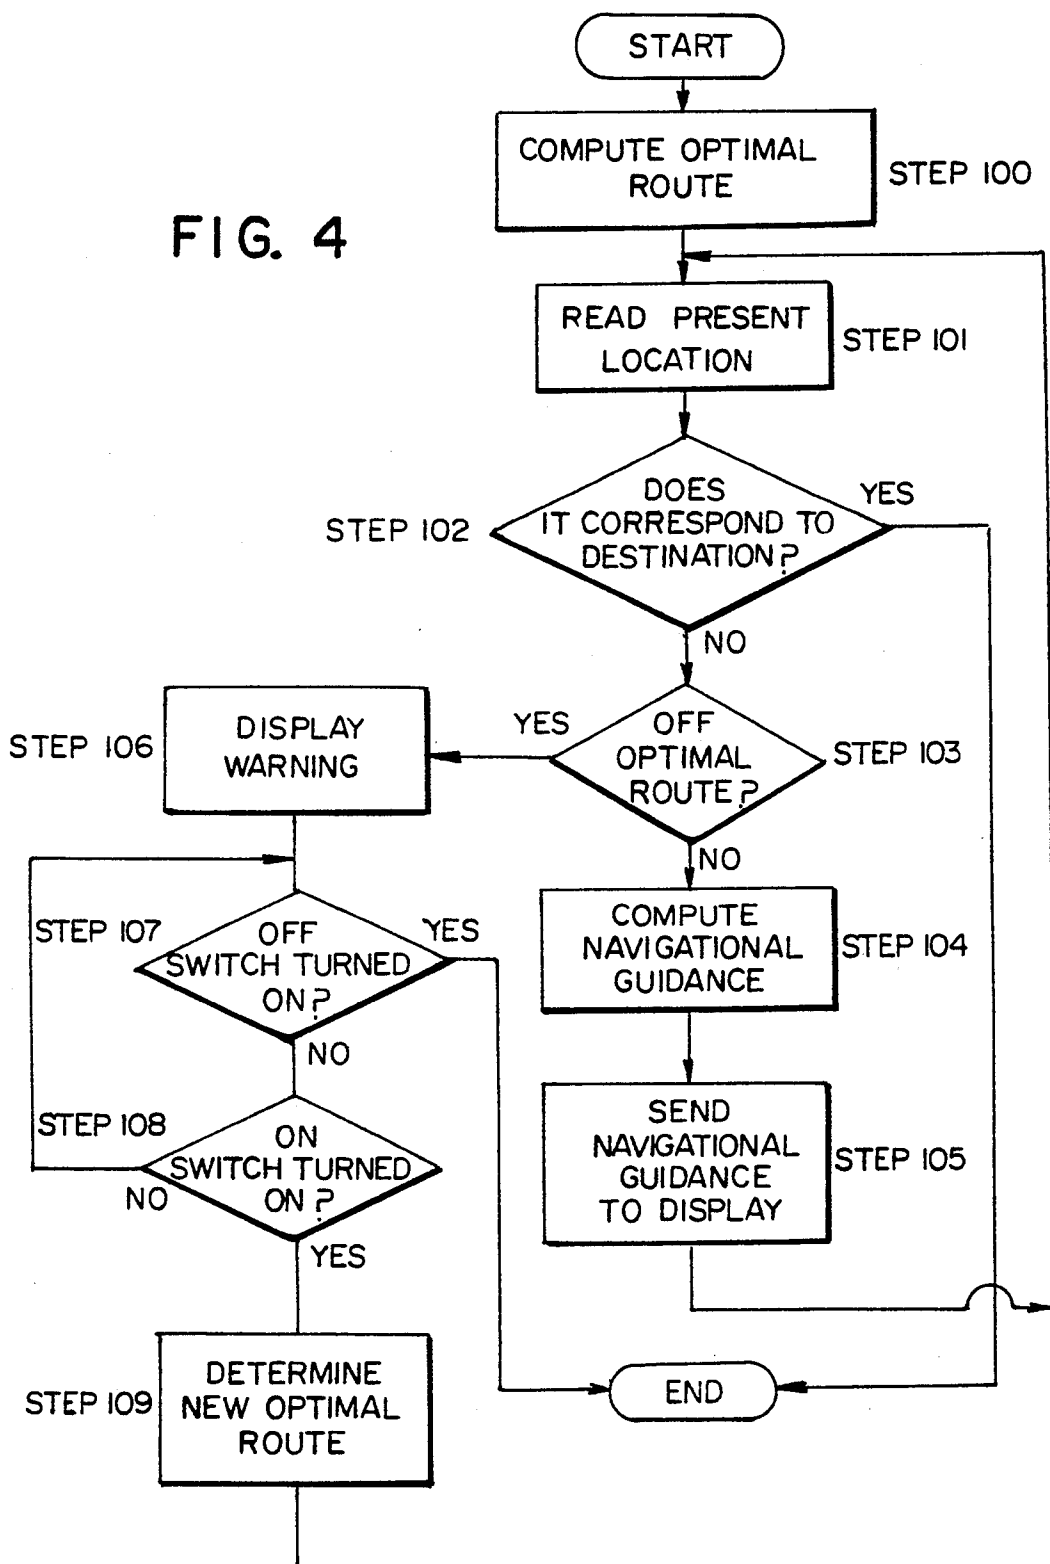 START
COMPUTE OPTIMAL
ROUTE
STEP 100
FIG. 4
READ PRESENT
LOCATION
STEP 101
DOES
IT CORRESPOND TO
DESTINATION?
STEP 102
YES
NO
OFF
OPTIMAL
ROUTE?
STEP 103
YES
NO
DISPLAY
WARNING
STEP 106
COMPUTE
NAVIGATIONAL
GUIDANCE
STEP 104
STEP 107
OFF
SWITCH TURNED
ON?
YES
NO
SEND
NAVIGATIONAL
GUIDANCE
TO DISPLAY
STEP 105
STEP 108
ON
SWITCH TURNED
ON?
NO
YES
STEP 109
DETERMINE
NEW OPTIMAL
ROUTE
END